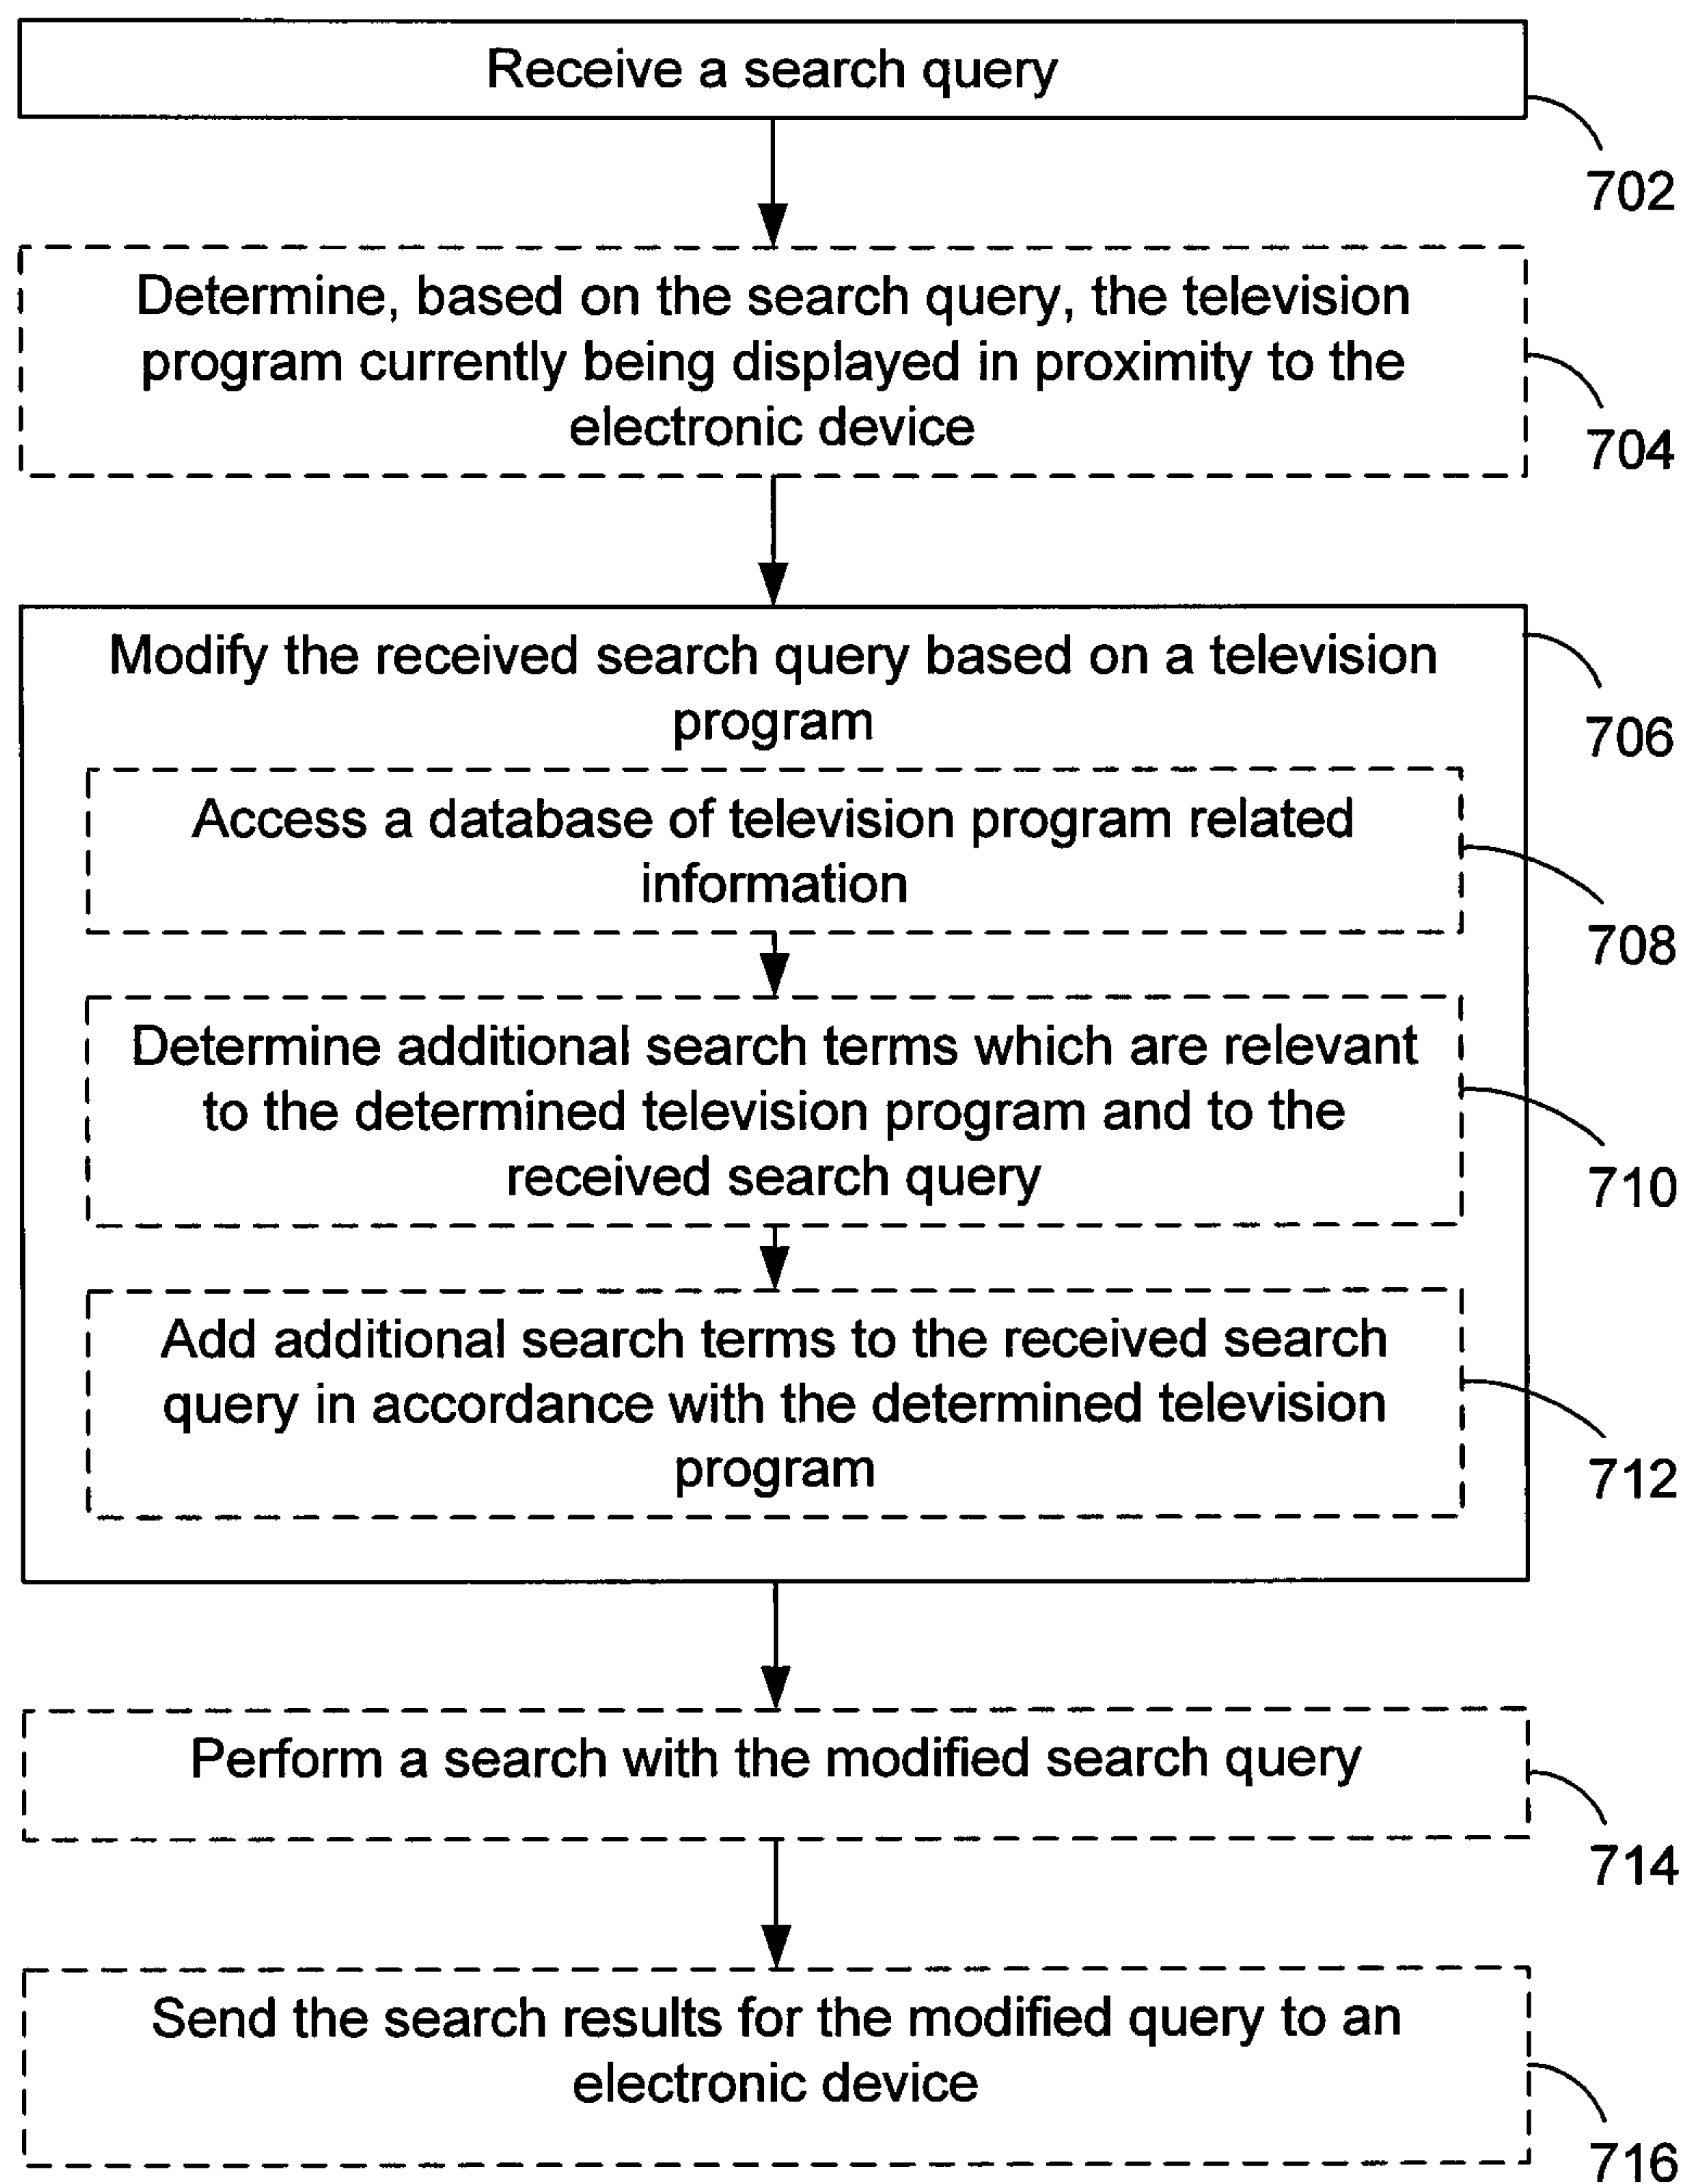 Receive a search query
702
Determine, based on the search query, the television
program currently being displayed in proximity to the
electronic device
704
Modify the received search query based on a television
program
706
Access a database of television program related
information
708
Determine additional search terms which are relevant
to the determined television program and to the
received search query
710
Add additional search terms to the received search
query in accordance with the determined television
program
712
Perform a search with the modified search query
714
Send the search results for the modified query to an
electronic device
716